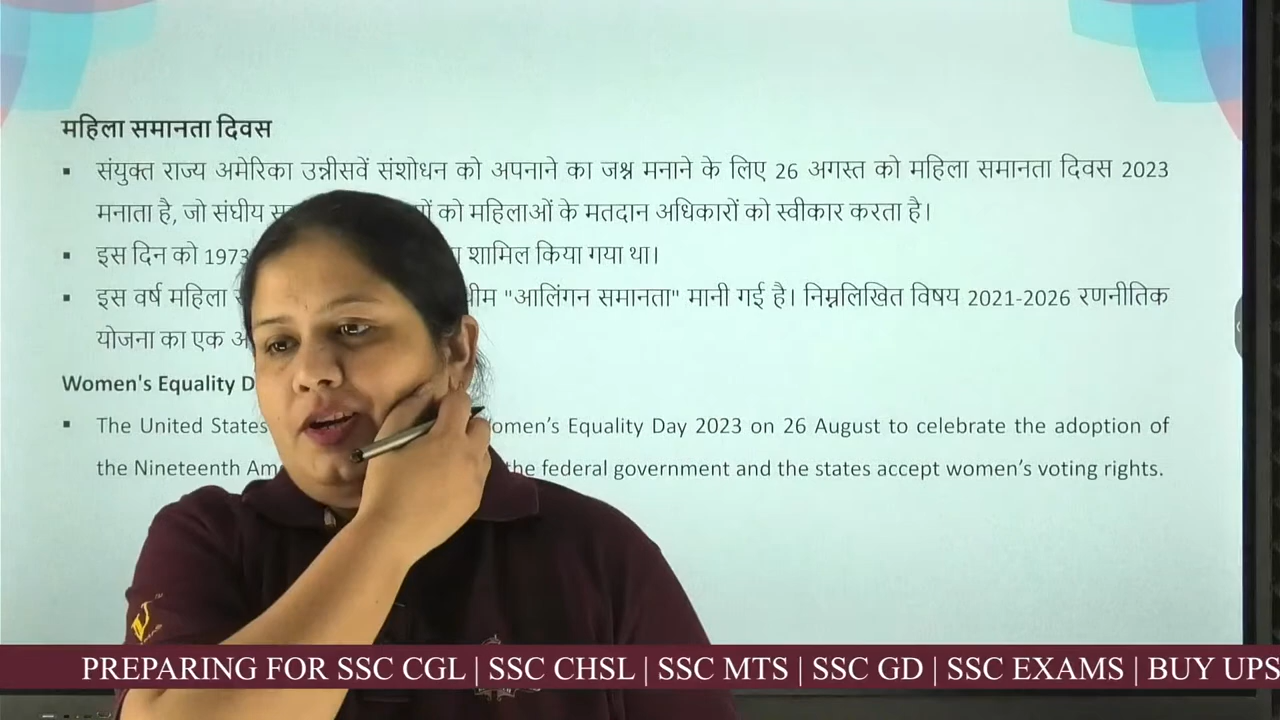 महिला समानता दिवस
▪ संयुक्त राज्य अमेरिका उन्नीसवें संशोधन को अपनाने का जश्न मनाने के लिए 26 अगस्त को महिला समानता दिवस 2023
मनाता है, जो संघीय को महिलाओं के मतदान अधिकारों को स्वीकार करता है।
▪ इस दिन को 1973 शामिल किया गया था।
▪ इस वर्ष महिला "आलिंगन समानता" मानी गई है। निम्नलिखित विषय 2021-2026 रणनीतिक
योजना का एक
Women's Equality
▪ The United States Women's Equality Day 2023 on 26 August to celebrate the adoption of
the Nineteenth the federal government and the states accept women's voting rights.
PREPARING FOR SSC CGL | SSC CHSL | SSC MTS | SSC GD | SSC EXAMS | BUY UPS